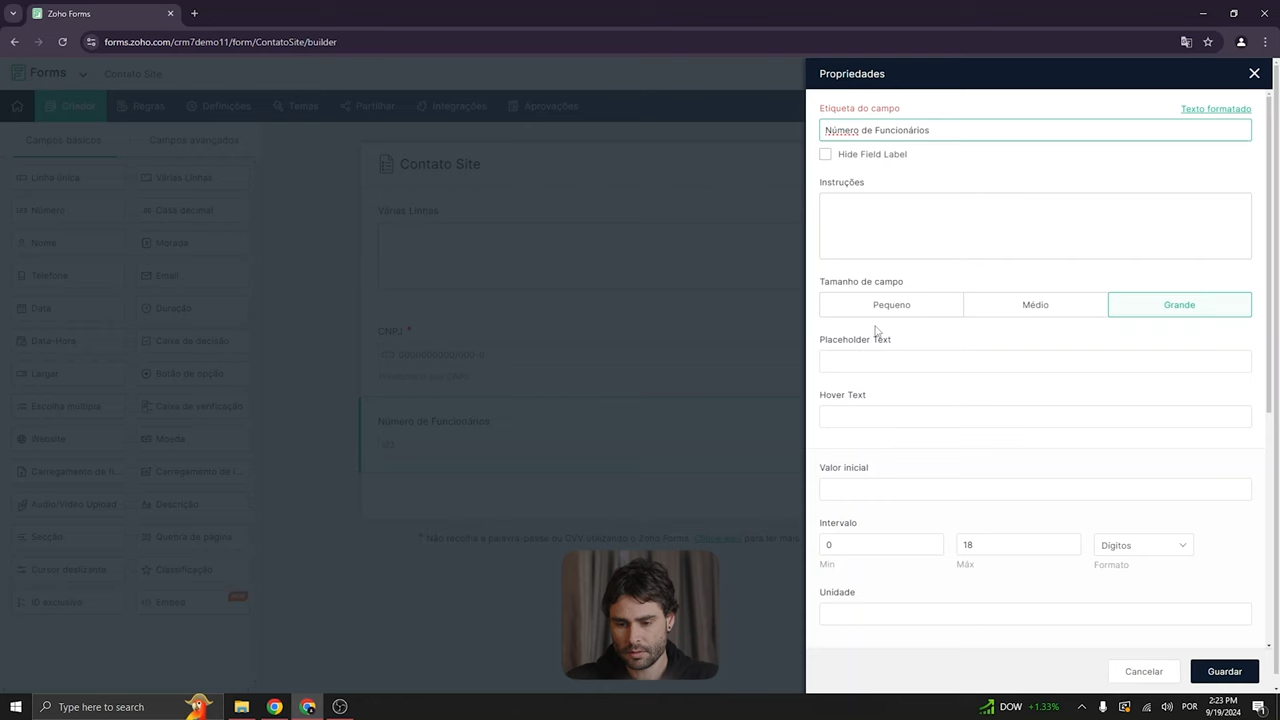 Zoho Forms
forms.zoho.com/crm7demo11/form/ContatoSite/builder
Forms
Contato Site
Criador
Regras
Definições
Temas
Partilhar
Integrações
Aprovações
Campos básicos
Campos avançados
Linha única
Várias Linhas
Número
Casa decimal
Nome
Morada
Telefone
Email
Data
Duração
Data-Hora
Caixa de decisão
Largar
Botão de opção
Escolha múltipla
Caixa de verificação
Website
Moeda
Carregamento de fi...
Carregamento de i...
Audio/Video Upload
Descrição
Secção
Quebra de página
Cursor deslizante
Classificação
ID exclusivo
Embed
NEW
Contato Site
Várias Linhas
CNPJ *
Número de Funcionários
123
* Não recolha a palavra-passe ou CVV utilizando o Zoho Forms.
para ler mais
Propriedades
Etiqueta do campo
Texto formatado
Número de Funcionários
Hide Field Label
Instruções
Tamanho de campo
Pequeno
Médio
Grande
Placeholder Text
Hover Text
Valor inicial
Intervalo
0
18
Dígitos
Min
Máx
Formato
Unidade
Cancelar
Guardar
Type here to search
DOW +1.33%
POR
2:23 PM
9/19/2024